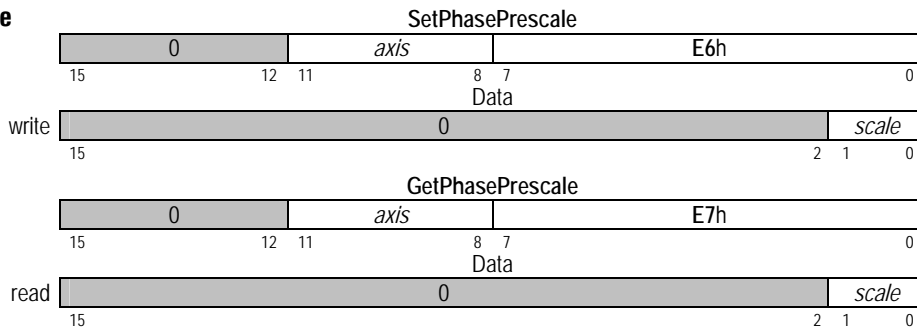 e
SetPhasePrescale
0 axis E6h
15 12 11 8 7 0
Data
write 0 scale
15 2 1 0
GetPhasePrescale
0 axis E7h
15 12 11 8 7 0
Data
read 0 scale
15 2 1 0